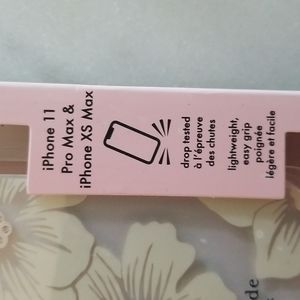 iPhone 11
Pro Max &
iPhone XS Max
drop tested
à l'épreuve
des chutes
lightweight,
easy grip
poignée
légère et facile